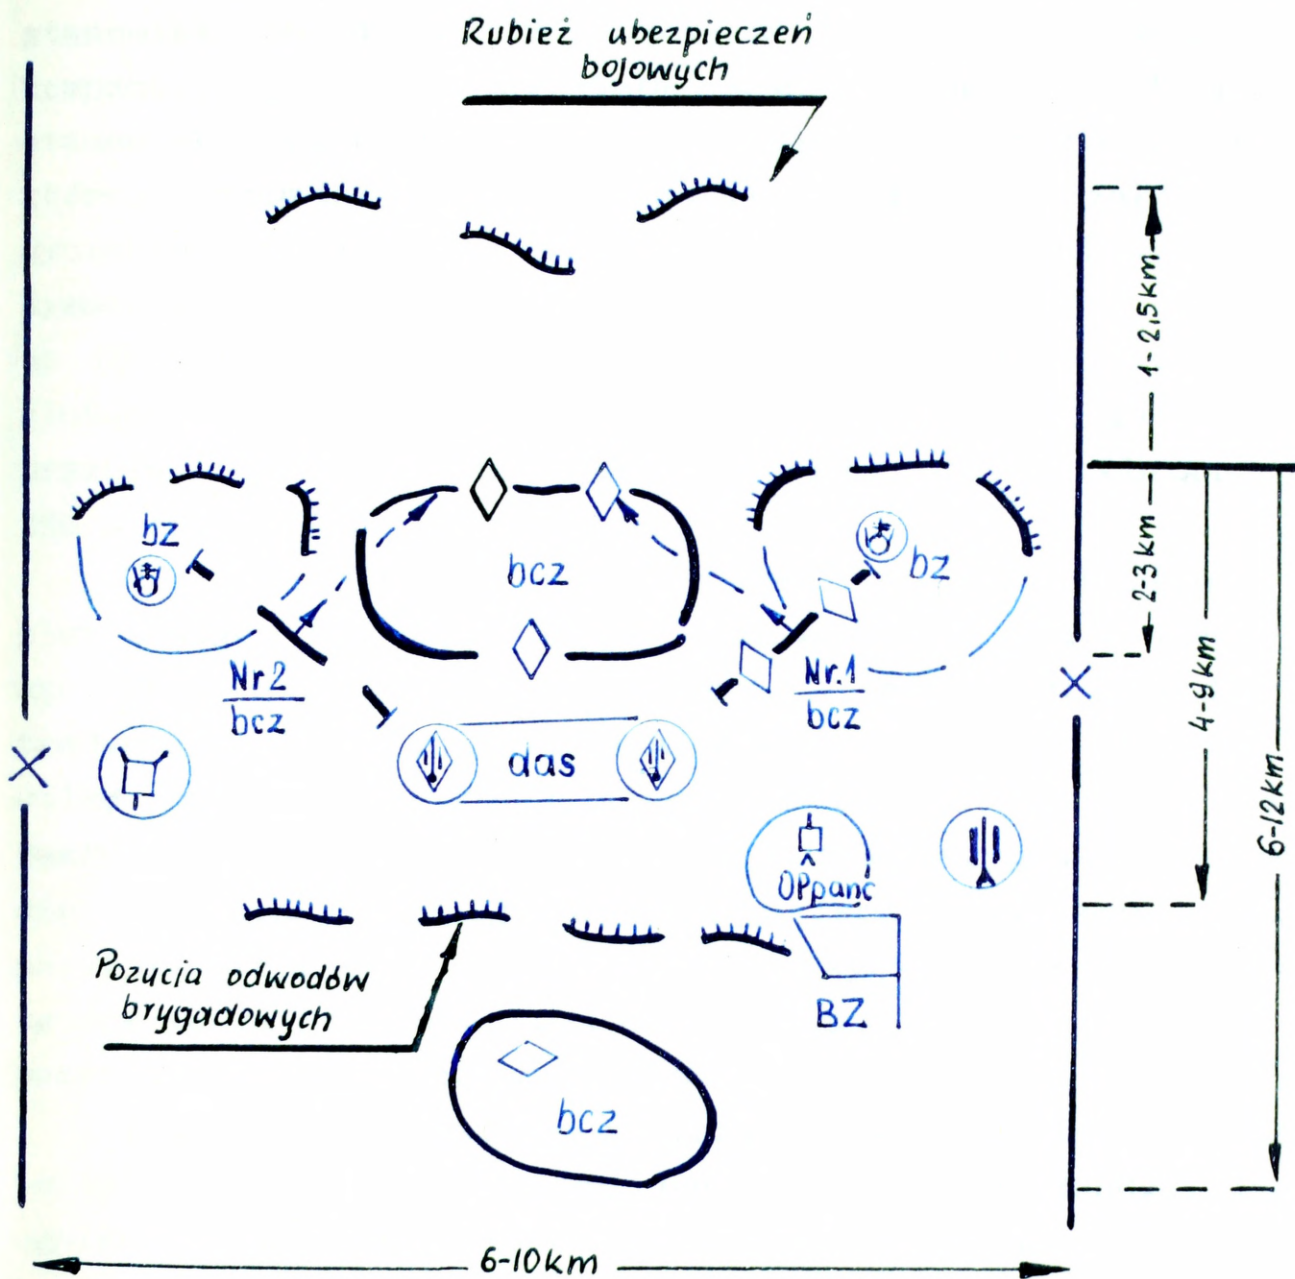 Rubież ubezpieczeń
bojowych
1-2,5km
bz
bcz
bz
2-3km
Nr2
bcz
Nr.1
bcz
4-9km
das
6-12km
OPpanc
Pozycja odwodów
brygadowych
BZ
bcz
6-10km